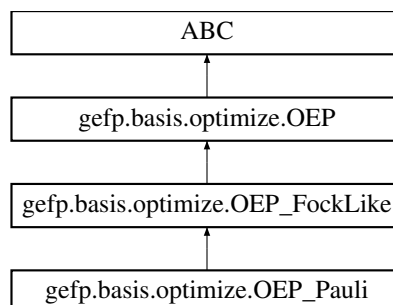 ABC
gefp.basis.optimize.OEP
gefp.basis.optimize.OEP_FockLike
gefp.basis.optimize.OEP_Pauli